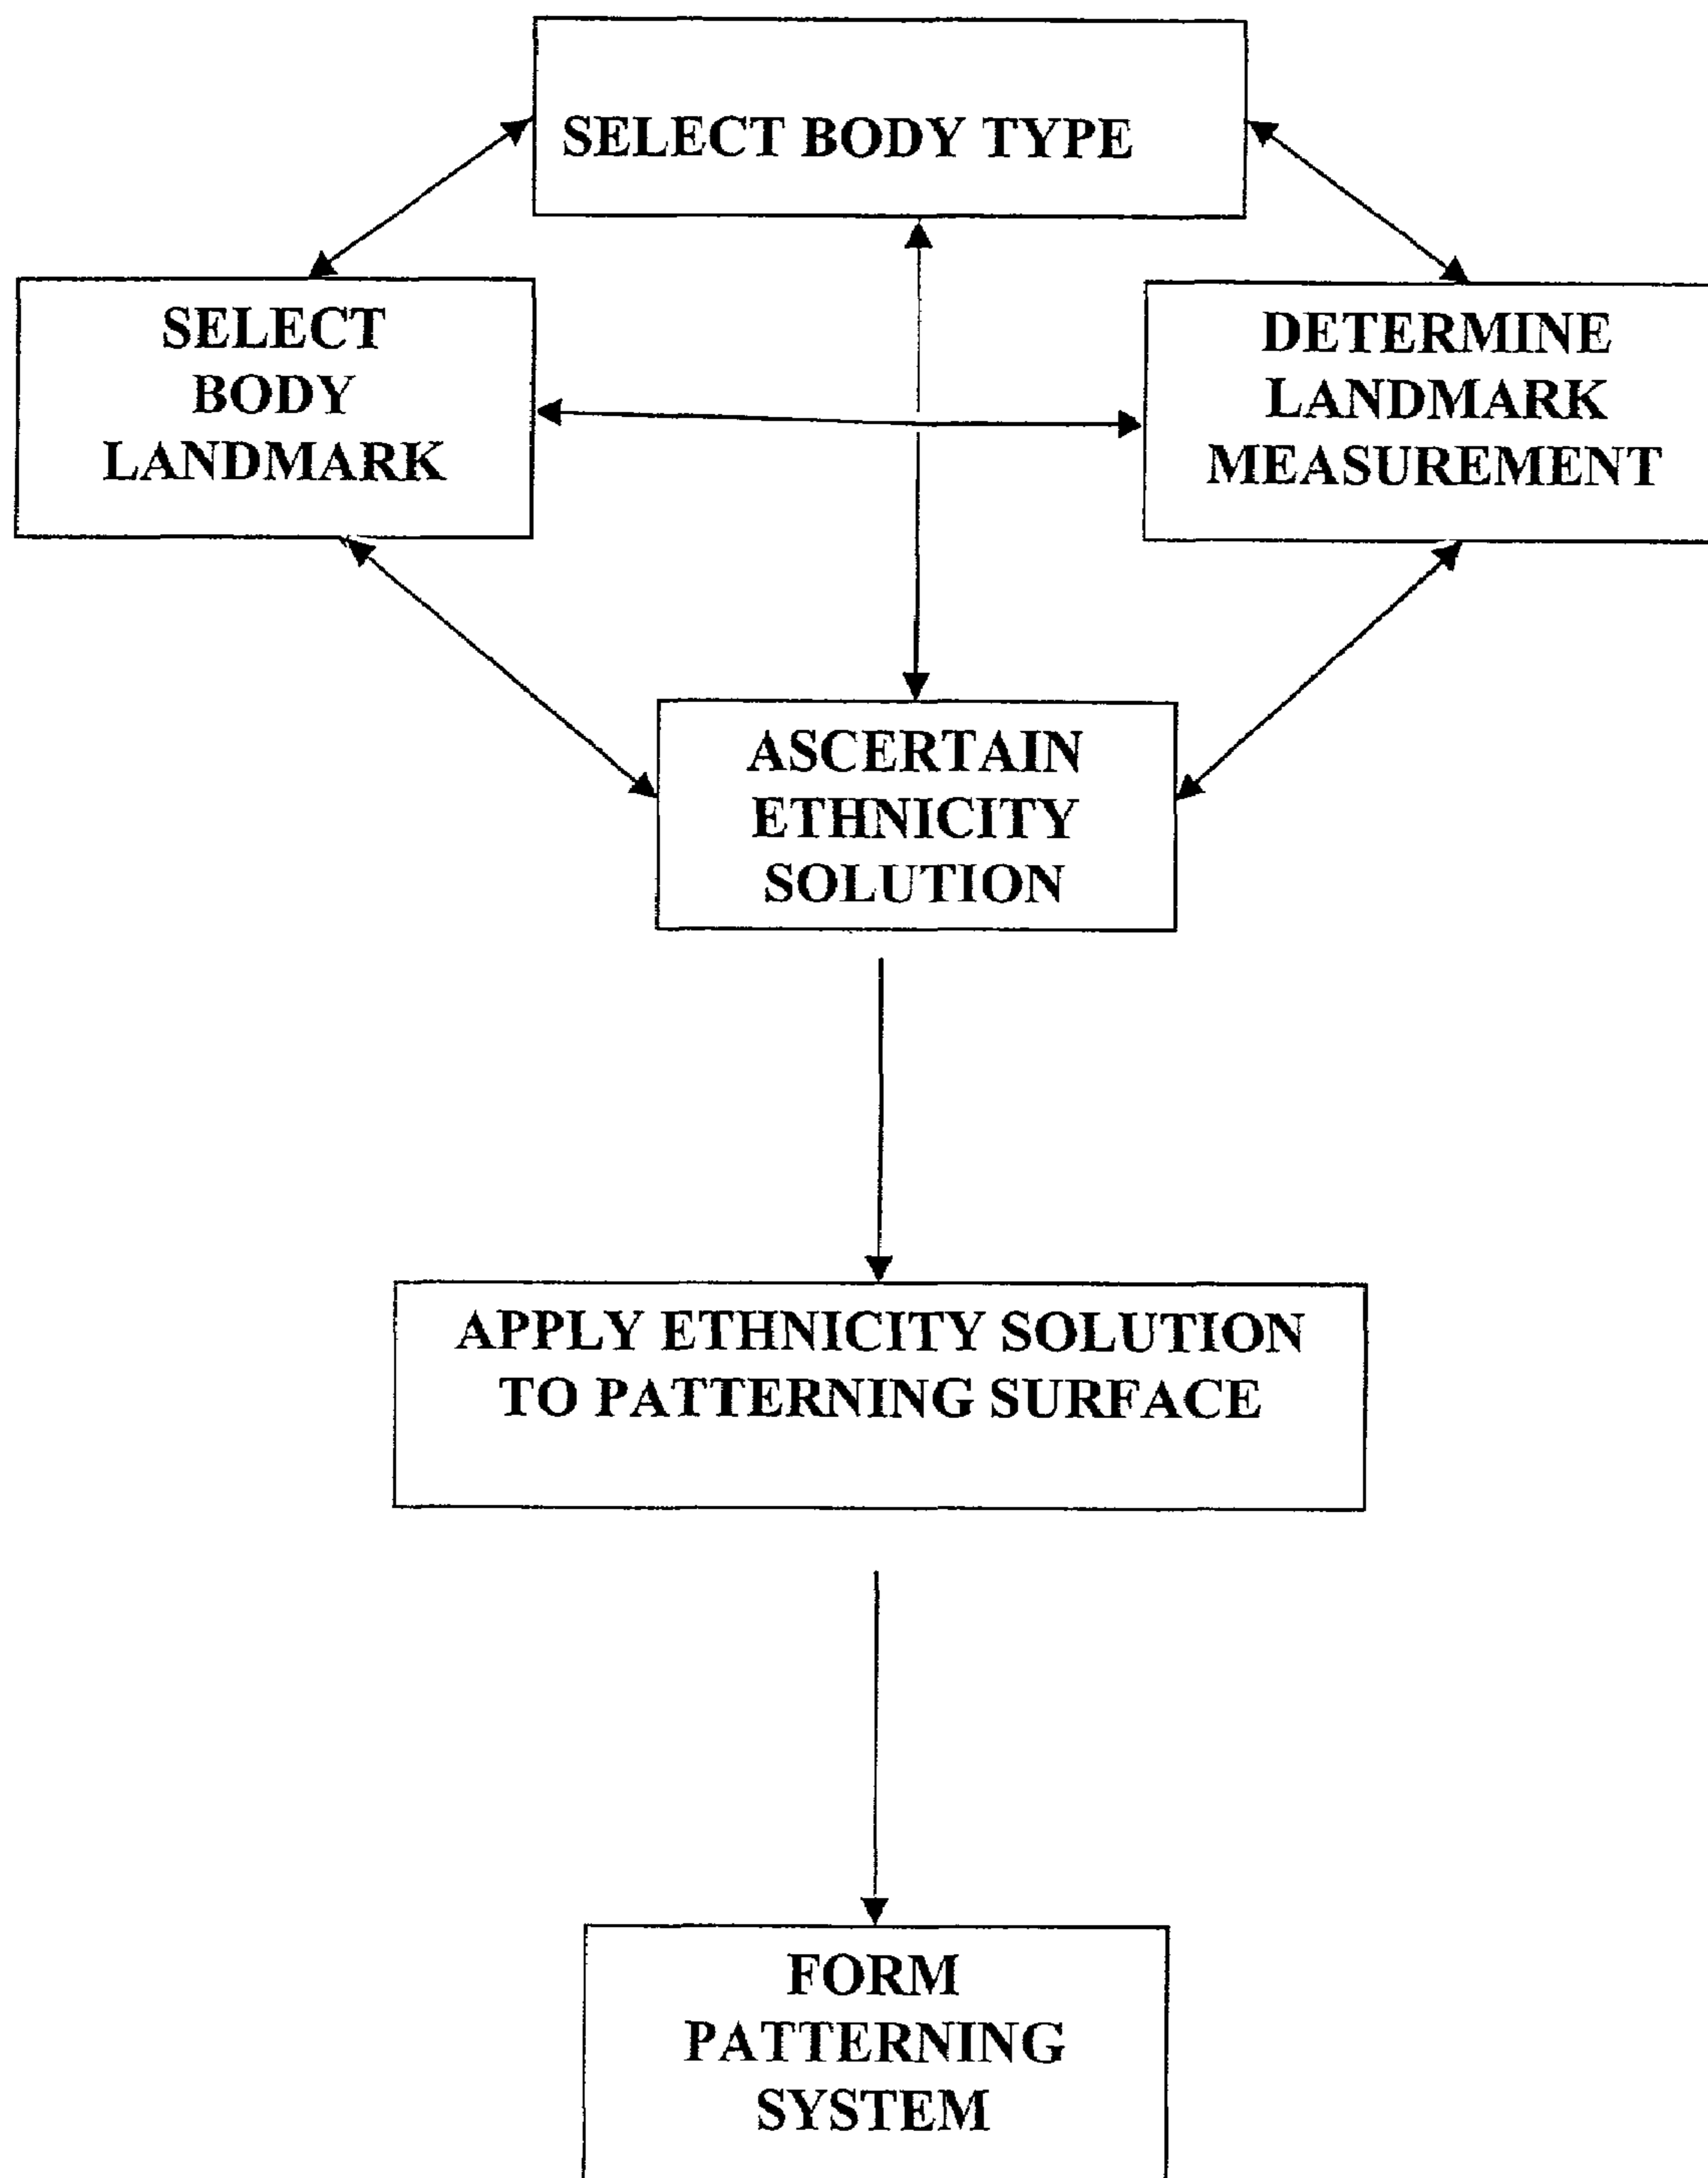 SELECT BODY TYPE
SELECT
BODY
LANDMARK
DETERMINE
LANDMARK
MEASUREMENT
ASCERTAIN
ETHNICITY
SOLUTION
APPLY ETHNICITY SOLUTION
TO PATTERNING SURFACE
FORM
PATTERNING
SYSTEM